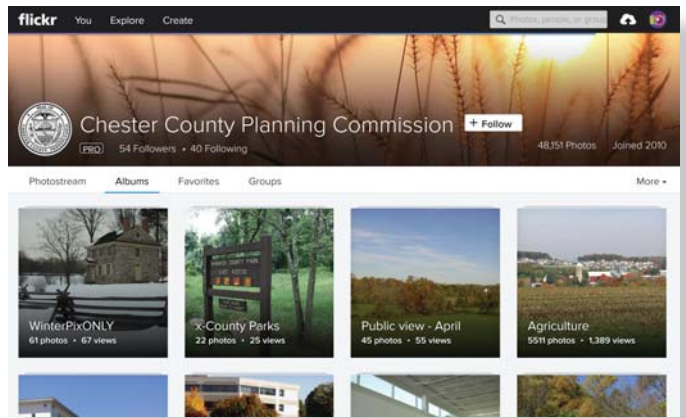 flickr You Explore Create Photos, people, or group
Chester County Planning Commission + Follow
PRO 54 Followers • 40 Following 48,151 Photos Joined 2010
Photostream Albums Favorites Groups More
WinterPixONLY
61 photos • 67 views
x-County Parks
22 photos • 25 views
Public view - April
45 photos • 55 views
Agriculture
5511 photos • 1,389 views